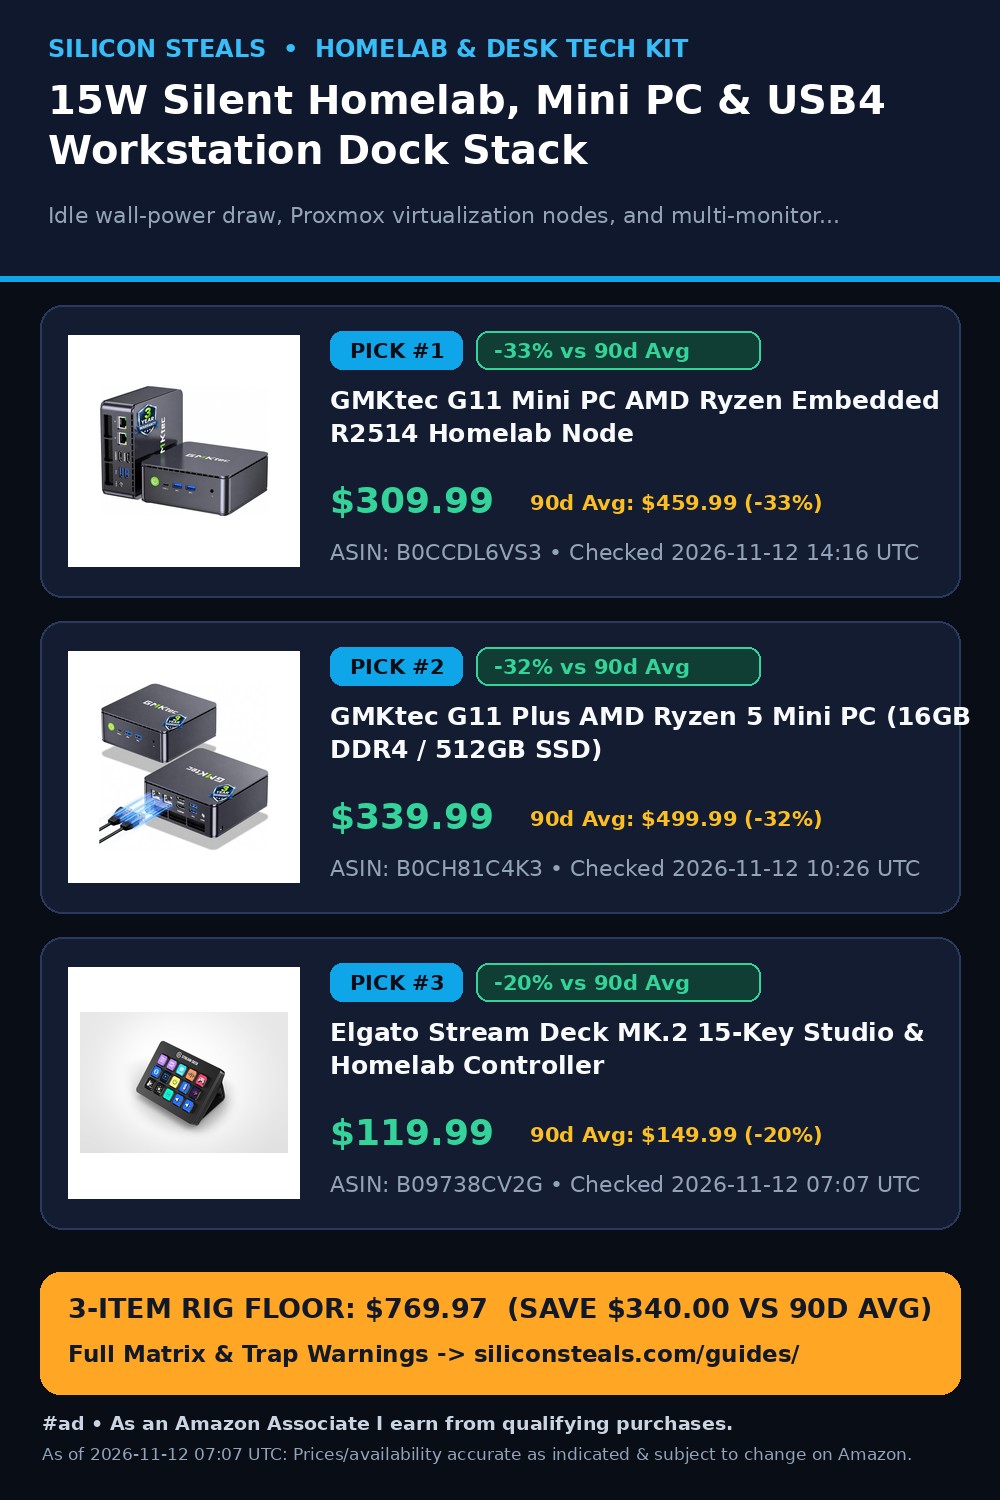 SILICON STEALS • HOMELAB & DESK TECH KIT
15W Silent Homelab, Mini PC & USB4
Workstation Dock Stack
Idle wall-power draw, Proxmox virtualization nodes, and multi-monitor...
PICK #1
-33% vs 90d Avg
GMKtec G11 Mini PC AMD Ryzen Embedded
R2514 Homelab Node
$309.99
90d Avg: $459.99 (-33%)
ASIN: B0CCDL6VS3 • Checked 2026-11-12 14:16 UTC
GMKtec
PICK #2
-32% vs 90d Avg
GMKtec G11 Plus AMD Ryzen 5 Mini PC (16GB
DDR4 / 512GB SSD)
$339.99
90d Avg: $499.99 (-32%)
ASIN: B0CH81C4K3 • Checked 2026-11-12 10:26 UTC
GMKtec
GMKtec
PICK #3
-20% vs 90d Avg
Elgato Stream Deck MK.2 15-Key Studio &
Homelab Controller
$119.99
90d Avg: $149.99 (-20%)
ASIN: B09738CV2G • Checked 2026-11-12 07:07 UTC
3-ITEM RIG FLOOR: $769.97 (SAVE $340.00 VS 90D AVG)
Full Matrix & Trap Warnings -> siliconsteals.com/guides/
#ad • As an Amazon Associate I earn from qualifying purchases.
As of 2026-11-12 07:07 UTC: Prices/availability accurate as indicated & subject to change on Amazon.